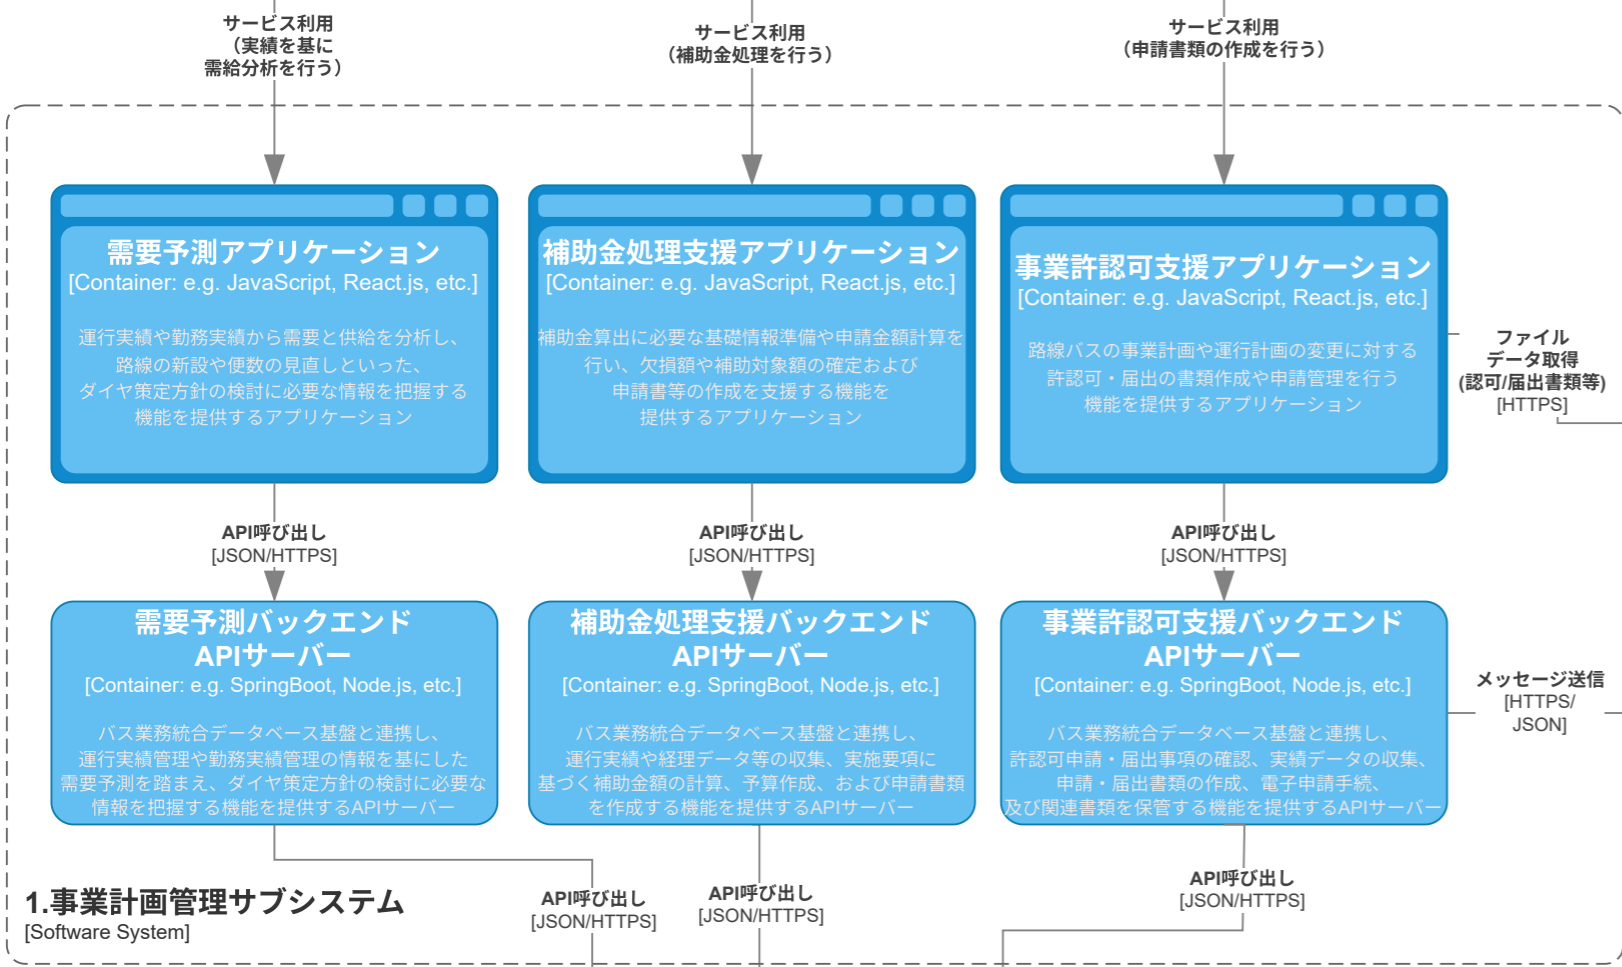 サービス利用
（実績を基に
需給分析を行う）
サービス利用
（補助金処理を行う）
サービス利用
（申請書類の作成を行う）
需要予測アプリケーション
[Container: e.g. JavaScript, React.js, etc.]
運行実績や勤務実績から需要と供給を分析し、
路線の新設や便数の見直しといった、
ダイヤ策定方針の検討に必要な情報を把握する
機能を提供するアプリケーション
補助金処理支援アプリケーション
[Container: e.g. JavaScript, React.js, etc.]
補助金算出に必要な基礎情報準備や申請金額計算を
行い、欠損額や補助対象額の確定および
申請書等の作成を支援する機能を
提供するアプリケーション
事業許認可支援アプリケーション
[Container: e.g. JavaScript, React.js, etc.]
路線バスの事業計画や運行計画の変更に対する
許認可・届出の書類作成や申請管理を行う
機能を提供するアプリケーション
ファイル
データ取得
(認可/届出書類等)
[HTTPS]
API呼び出し
[JSON/HTTPS]
API呼び出し
[JSON/HTTPS]
API呼び出し
[JSON/HTTPS]
需要予測バックエンド
APIサーバー
[Container: e.g. SpringBoot, Node.js, etc.]
バス業務統合データベース基盤と連携し、
運行実績管理や勤務実績管理の情報を基にした
需要予測を踏まえ、ダイヤ策定方針の検討に必要な
情報を把握する機能を提供するAPIサーバー
補助金処理支援バックエンド
APIサーバー
[Container: e.g. SpringBoot, Node.js, etc.]
バス業務統合データベース基盤と連携し、
運行実績や経理データ等の収集、実施要項に
基づく補助金額の計算、予算作成、および申請書類
を作成する機能を提供するAPIサーバー
事業許認可支援バックエンド
APIサーバー
[Container: e.g. SpringBoot, Node.js, etc.]
バス業務統合データベース基盤と連携し、
許認可申請・届出事項の確認、実績データの収集、
申請・届出書類の作成、電子申請手続、
及び関連書類を保管する機能を提供するAPIサーバー
メッセージ送信
[HTTPS/
JSON]
1.事業計画管理サブシステム
[Software System]
API呼び出し
[JSON/HTTPS]
API呼び出し
[JSON/HTTPS]
API呼び出し
[JSON/HTTPS]